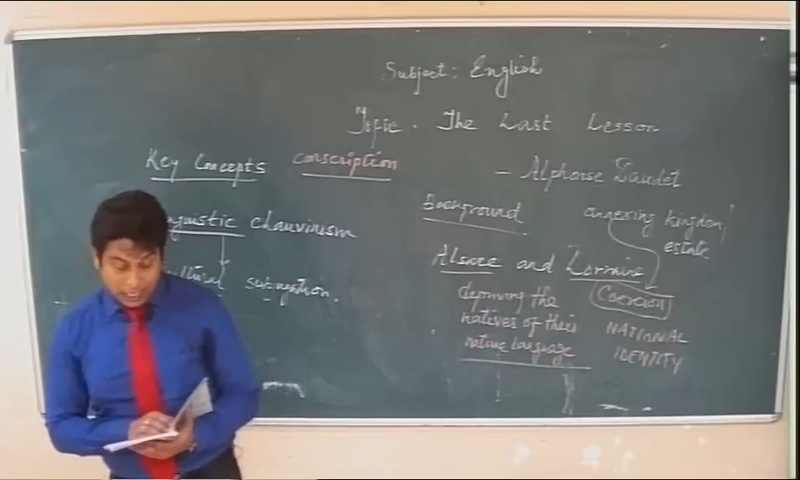 Subject: English
Topic. The Last Lesson
- Alphonse Daudet
Key Concepts
conscription
chauvinism
Background
annexing kingdom/
estate
Alsace and Lorraine
Coercion
depriving the
natives of their
native language
NATIONAL
IDENTITY